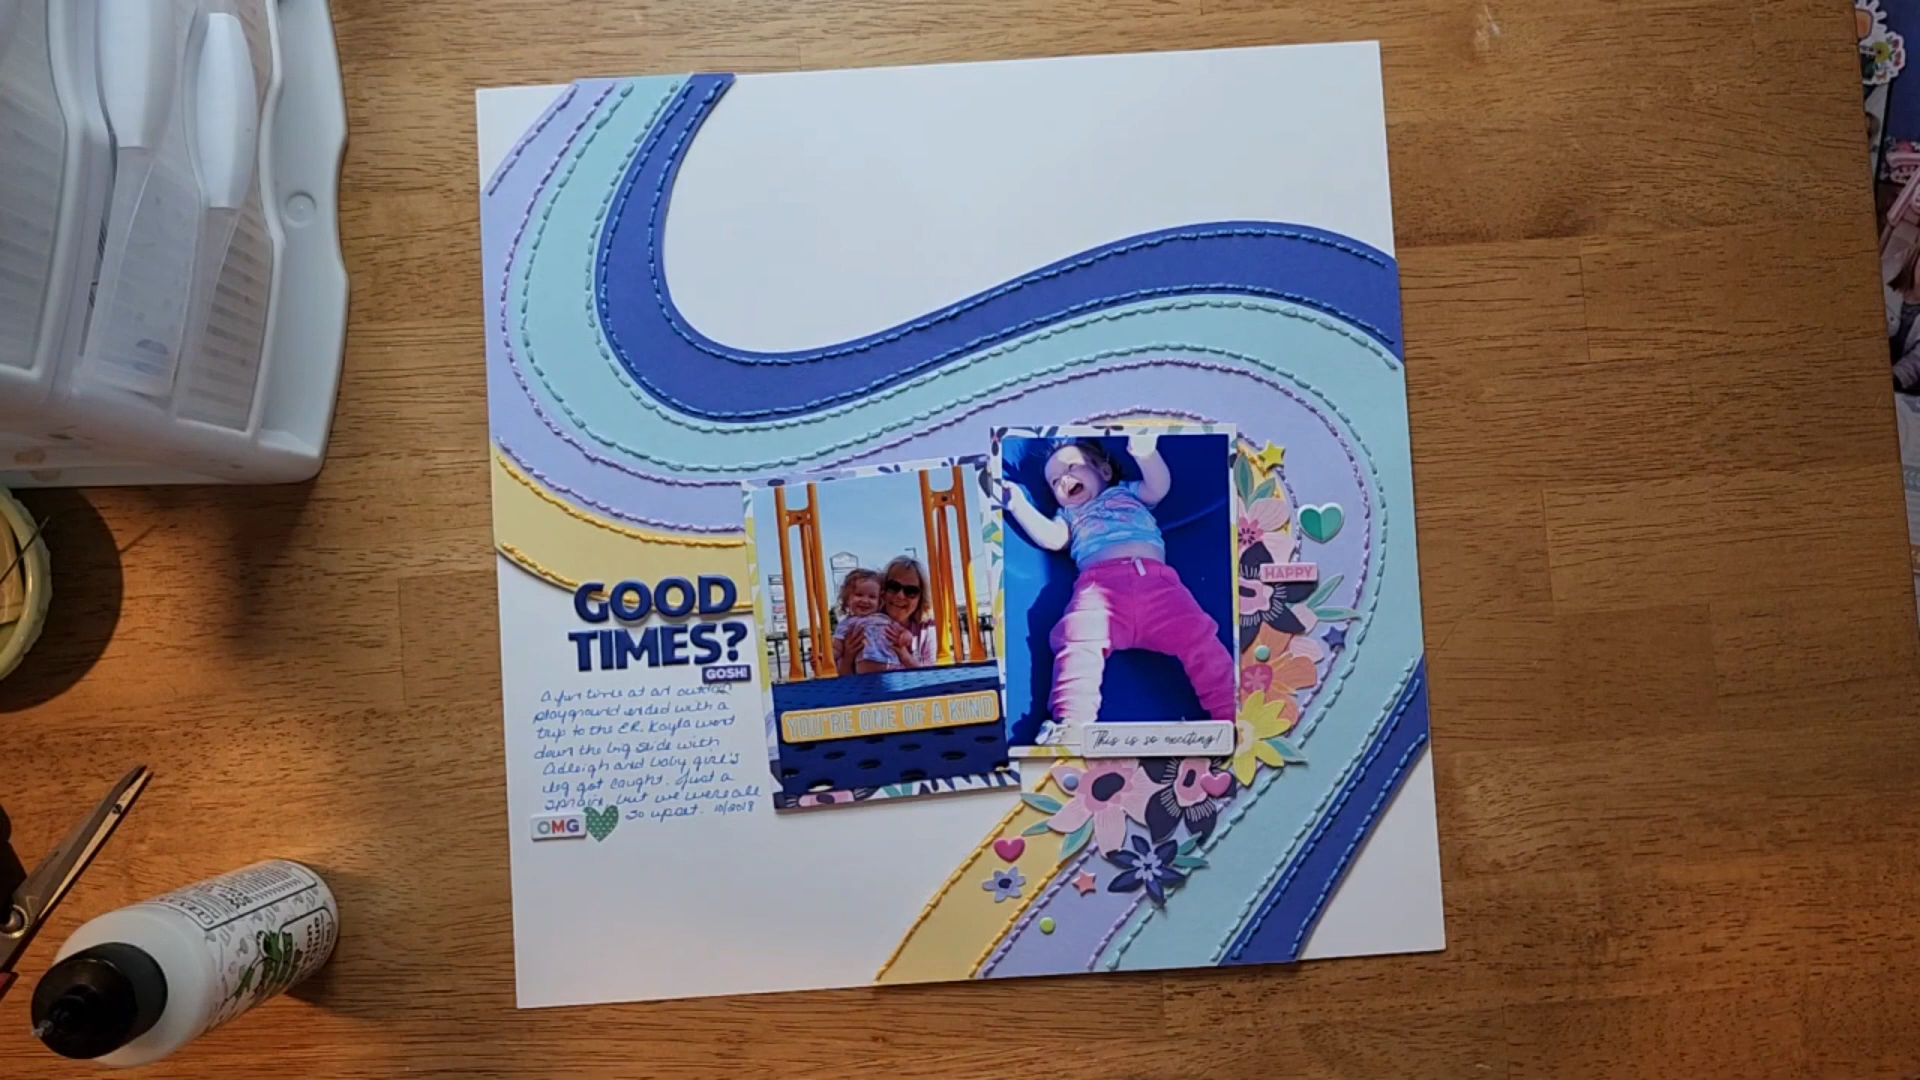 GOOD
TIMES?
GOSH!
A fun time at an outdoor
playground ended with a
trip to the ER. Kayla went
down the big slide with
Adleigh and baby girl's
leg got caught. Just a
sprain, but we were all
so upset. 10/2018
OMG
YOU'RE ONE OF A KIND
This is so exciting!
HAPPY